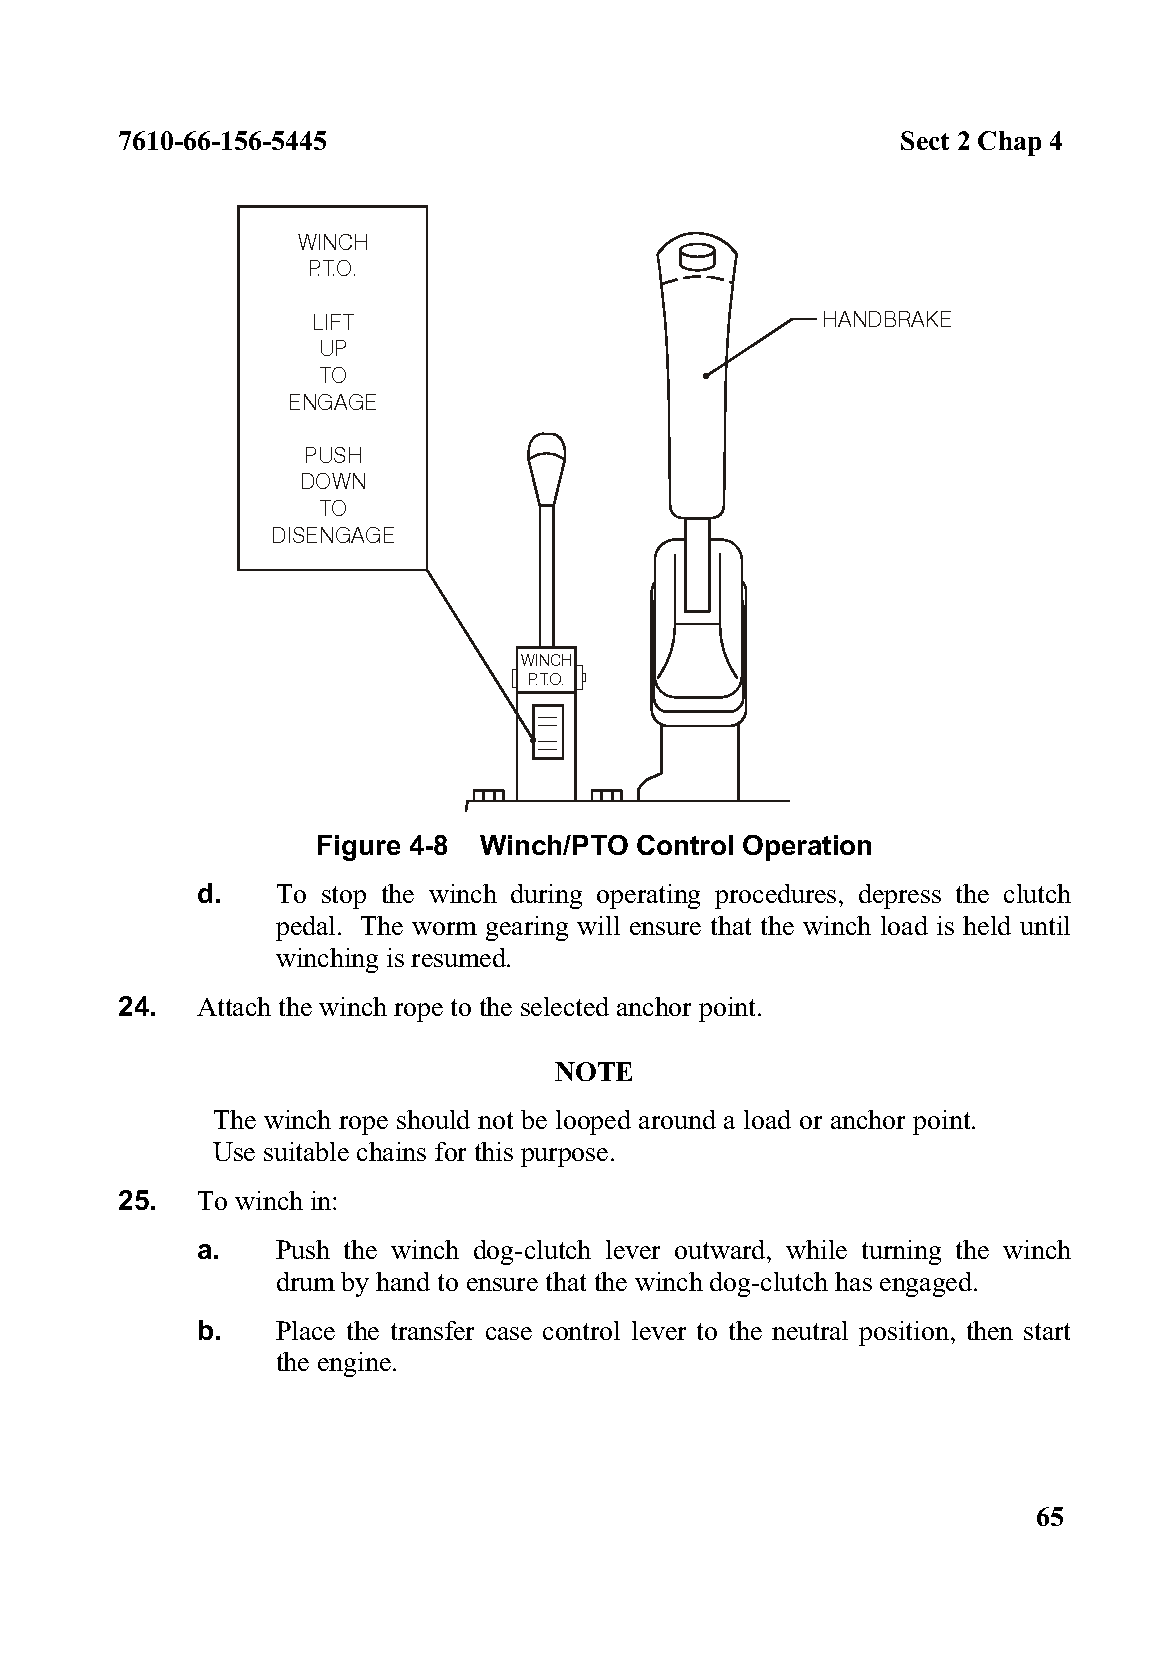 7610-66-156-5445 Sect 2 Chap 4
WINCH
P.T.O.
LIFT
UP
TO
ENGAGE
PUSH
DOWN
TO
DISENGAGE
HANDBRAKE
WINCH
P.T.O.
Figure 4-8 Winch/PTO Control Operation
d. To stop the winch during operating procedures, depress the clutch
pedal. The worm gearing will ensure that the winch load is held until
winching is resumed.
24. Attach the winch rope to the selected anchor point.
NOTE
The winch rope should not be looped around a load or anchor point.
Use suitable chains for this purpose.
25. To winch in:
a. Push the winch dog-clutch lever outward, while turning the winch
drum by hand to ensure that the winch dog-clutch has engaged.
b. Place the transfer case control lever to the neutral position, then start
the engine.
65